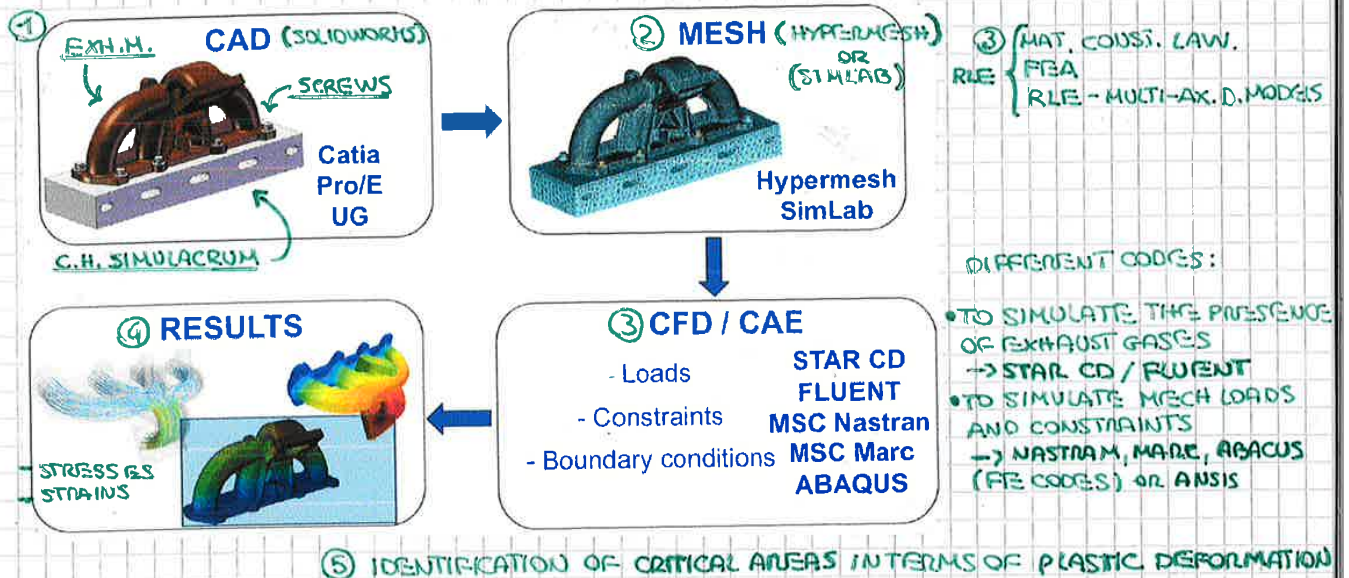 ① CAD (SOLIDWORKS)
EXH.M.
SCREWS
Catia
Pro/E
UG
C.H. SIMULACRUM
② MESH (HYPERMESH)
OR
(SIMLAB)
Hypermesh
SimLab
③ MAT. CONST. LAW.
RLE FEA
RLE - MULTI-AX. D. MODELS
④ RESULTS
- STRESSES
- STRAINS
③ CFD / CAE
- Loads
- Constraints
- Boundary conditions
STAR CD
FLUENT
MSC Nastran
MSC Marc
ABAQUS
DIFFERENT CODES:
• TO SIMULATE THE PRESENCE
OF EXHAUST GASES
-> STAR CD / FLUENT
• TO SIMULATE MECH LOADS
AND CONSTRAINTS
-> NASTRAM, MARC, ABACUS
(FE CODES) OR ANSIS
⑤ IDENTIFICATION OF CRITICAL AREAS IN TERMS OF PLASTIC DEFORMATION